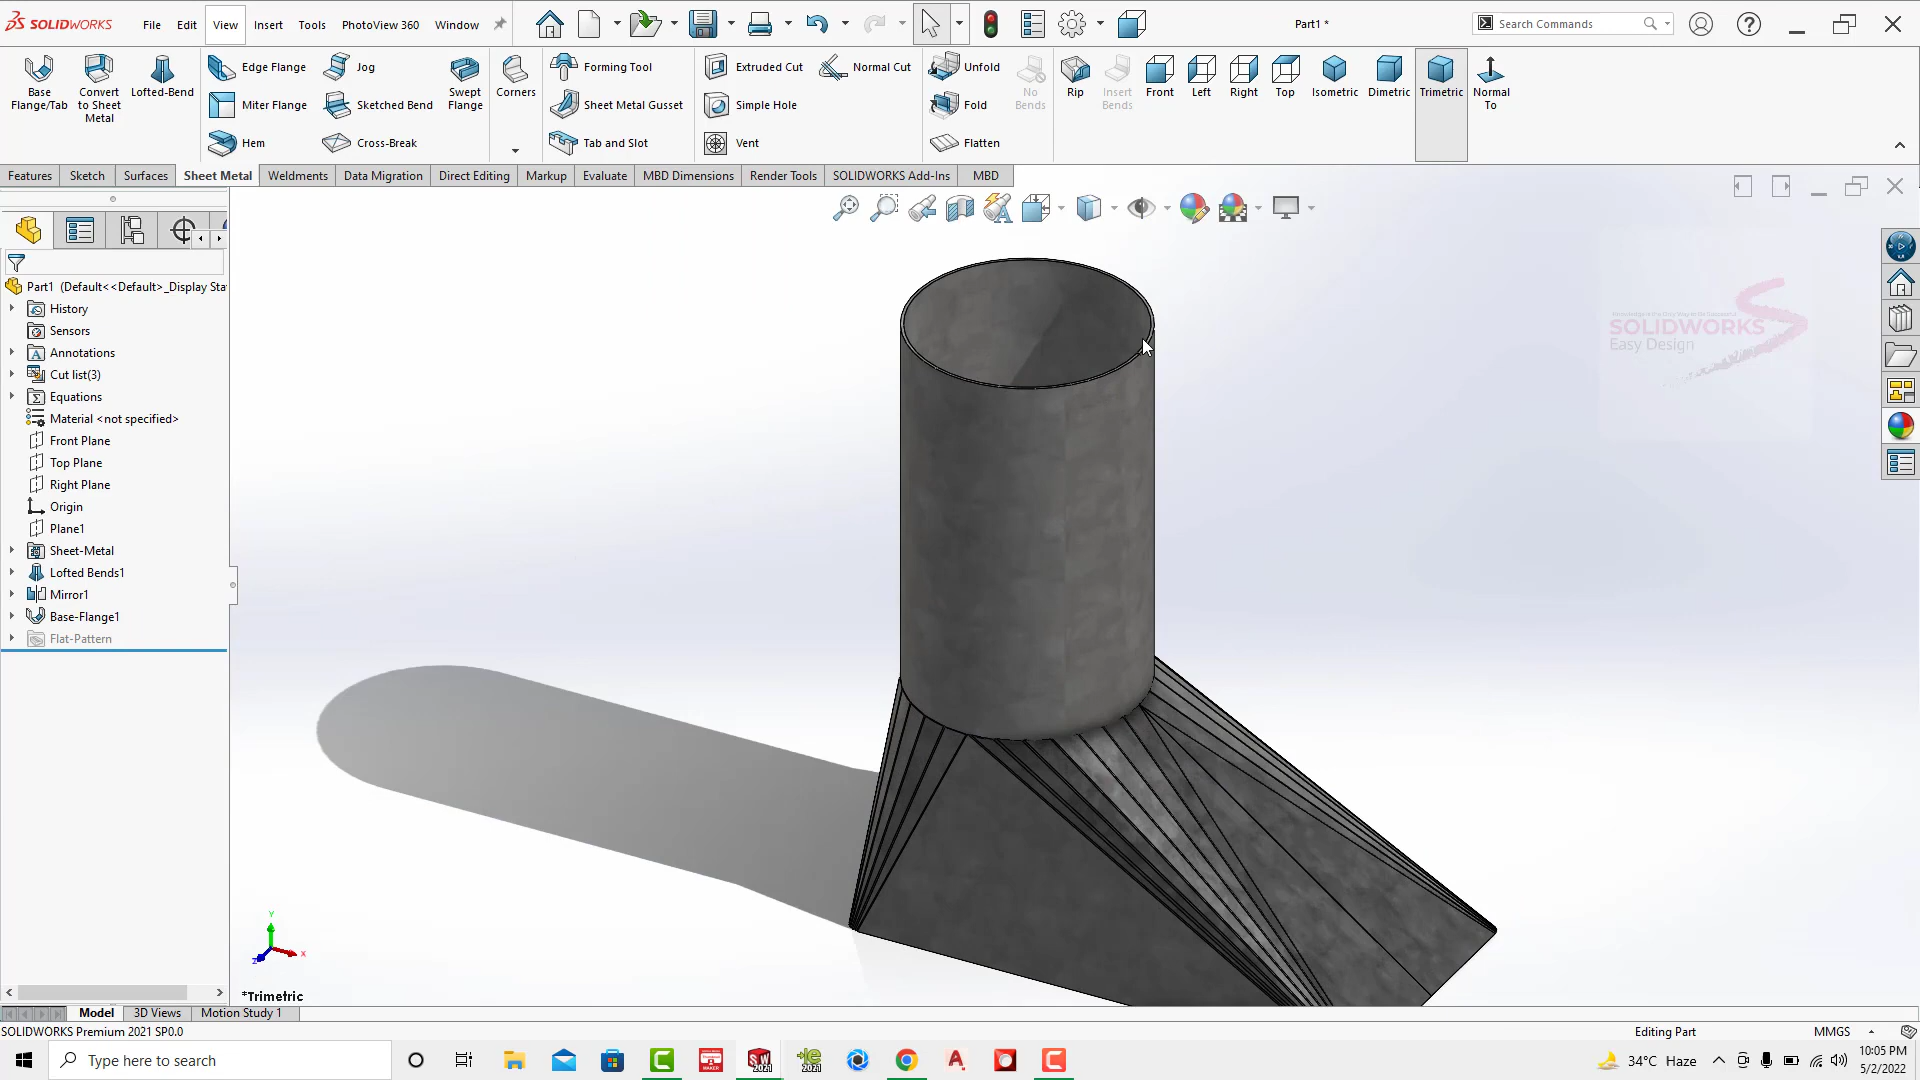 SOLIDWORKS File Edit View Insert Tools PhotoView 360 Window Part1 * Search Commands
Base Flange/Tab
Convert to Sheet Metal
Lofted-Bend
Edge Flange
Miter Flange
Hem
Jog
Sketched Bend
Cross-Break
Swept Flange
Corners
Forming Tool
Sheet Metal Gusset
Tab and Slot
Extruded Cut
Simple Hole
Vent
Normal Cut
Unfold
Fold
Flatten
No Bends
Rip
Insert Bends
Front
Left
Right
Top
Isometric
Dimetric
Trimetric
Normal To
Features Sketch Surfaces Sheet Metal Weldments Data Migration Direct Editing Markup Evaluate MBD Dimensions Render Tools SOLIDWORKS Add-Ins MBD
Part1 (Default<<Default>_Display Sta
History
Sensors
Annotations
Cut list(3)
Equations
Material <not specified>
Front Plane
Top Plane
Right Plane
Origin
Plane1
Sheet-Metal
Lofted Bends1
Mirror1
Base-Flange1
Flat-Pattern
SOLIDWORKS
Easy Design
Y
X
Z
*Trimetric
Model 3D Views Motion Study 1
SOLIDWORKS Premium 2021 SP0.0 Editing Part MMGS
Type here to search
34°C Haze
10:05 PM
5/2/2022